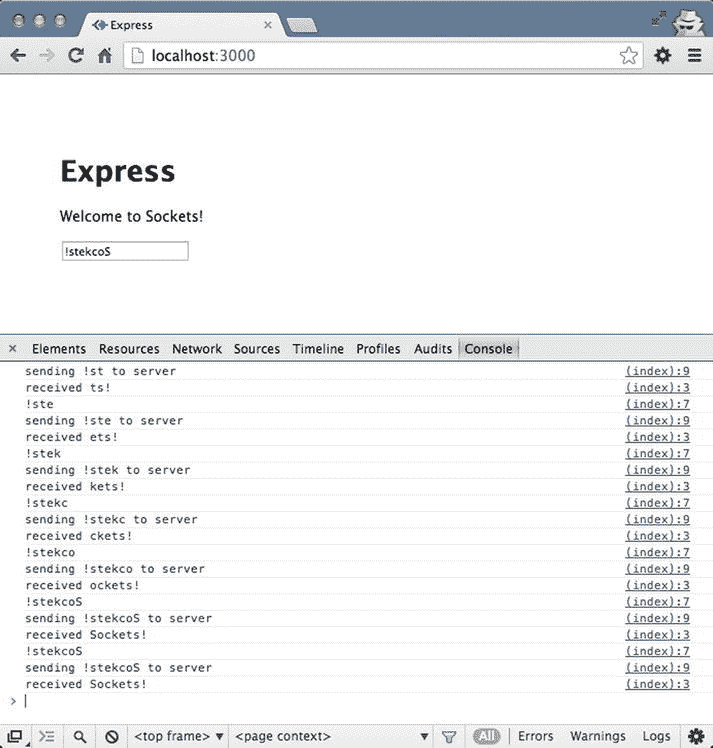 Express
localhost:3000
Express
Welcome to Sockets!
!stekcoS
Elements Resources Network Sources Timeline Profiles Audits Console
sending !st to server (index):9
received ts! (index):3
!ste (index):7
sending !ste to server (index):9
received ets! (index):3
!stek (index):7
sending !stek to server (index):9
received kets! (index):3
!stekc (index):7
sending !stekc to server (index):9
received ckets! (index):3
!stekco (index):7
sending !stekco to server (index):9
received ockets! (index):3
!stekcoS (index):7
sending !stekcoS to server (index):9
received Sockets! (index):3
!stekcoS (index):7
sending !stekcoS to server (index):9
received Sockets! (index):3
>
<top frame> <page context> All Errors Warnings Logs